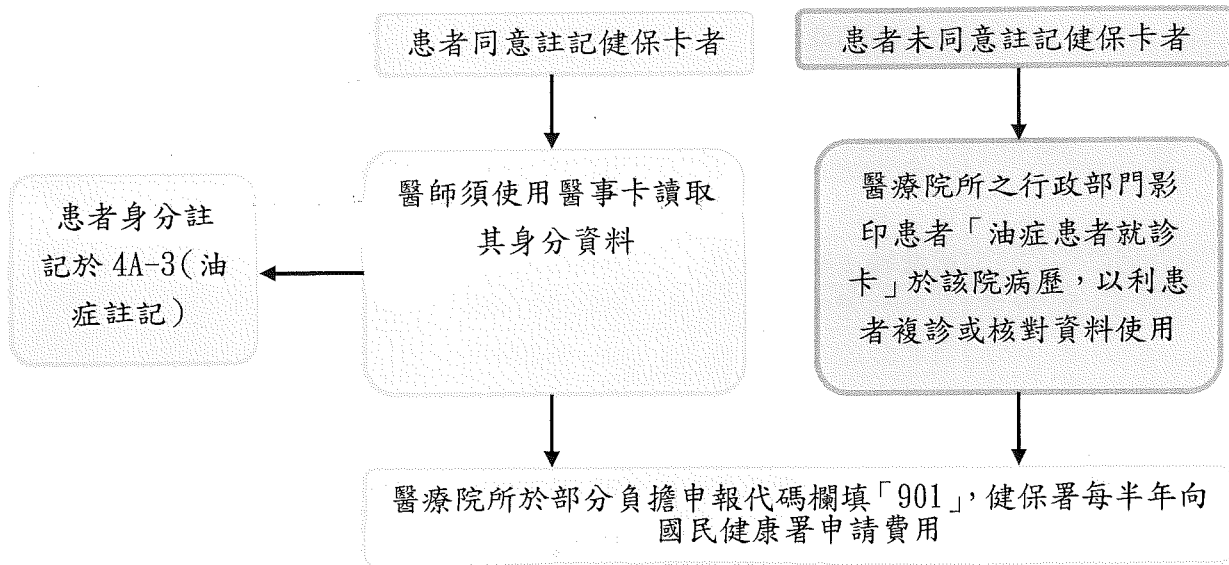 患者同意註記健保卡者
患者未同意註記健保卡者
患者身分註
記於 4A-3(油
症註記)
醫師須使用醫事卡讀取
其身分資料
醫療院所之行政部門影
印患者「油症患者就診
卡」於該院病歷，以利患
者複診或核對資料使用
醫療院所於部分負擔申報代碼欄填「901」，健保署每半年向
國民健康署申請費用